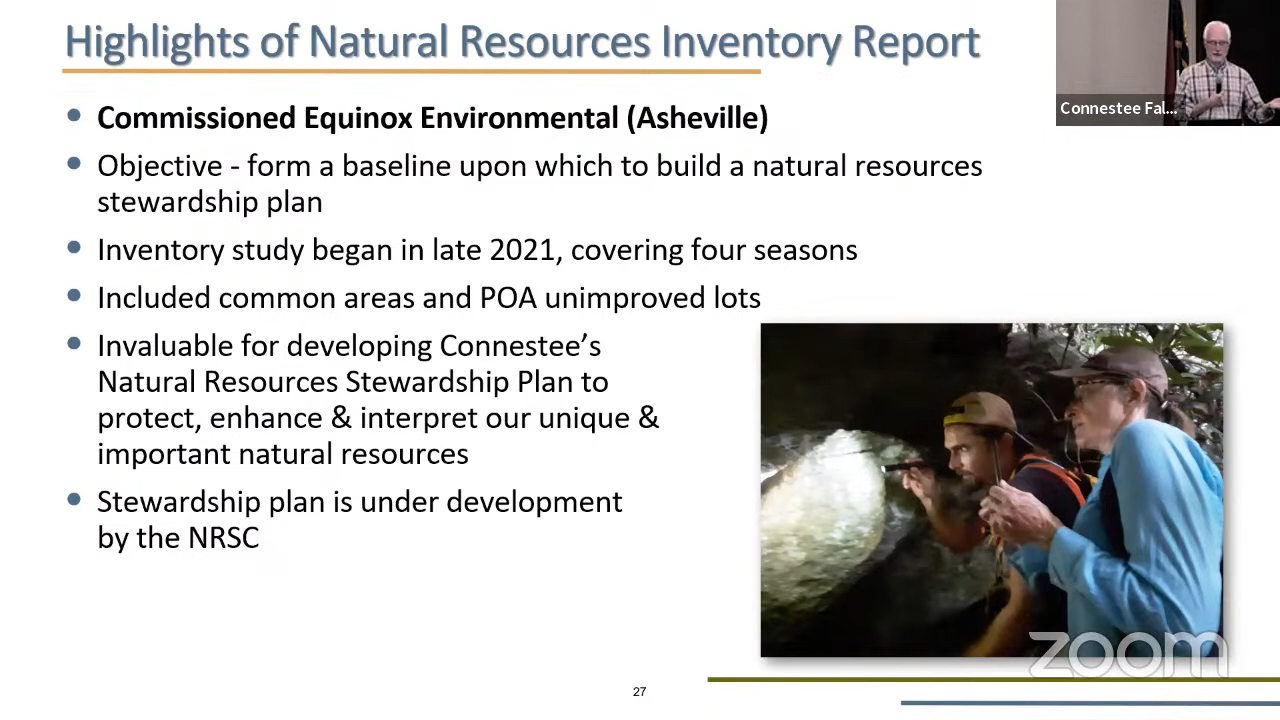 Highlights of Natural Resources Inventory Report
Connestee Fal...
• Commissioned Equinox Environmental (Asheville)
• Objective - form a baseline upon which to build a natural resources
stewardship plan
• Inventory study began in late 2021, covering four seasons
• Included common areas and POA unimproved lots
• Invaluable for developing Connestee’s
Natural Resources Stewardship Plan to
protect, enhance & interpret our unique &
important natural resources
• Stewardship plan is under development
by the NRSC
zoom
27